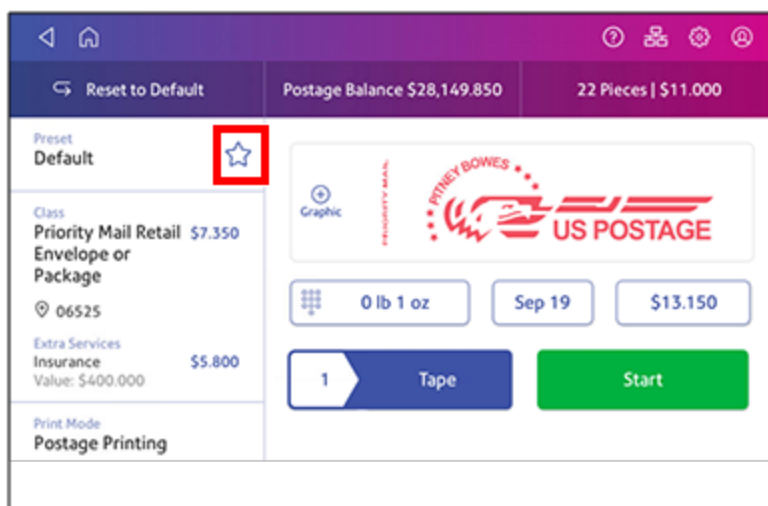 Reset to Default
Postage Balance $28,149.850
22 Pieces | $11.000
Preset
Default
Class
Priority Mail Retail $7.350
Envelope or
Package
06525
Extra Services
Insurance $5.800
Value: $400.000
Print Mode
Postage Printing
Graphic
PRIORITY MAIL
PITNEY BOWES
US POSTAGE
0 lb 1 oz
Sep 19
$13.150
1 Tape
Start